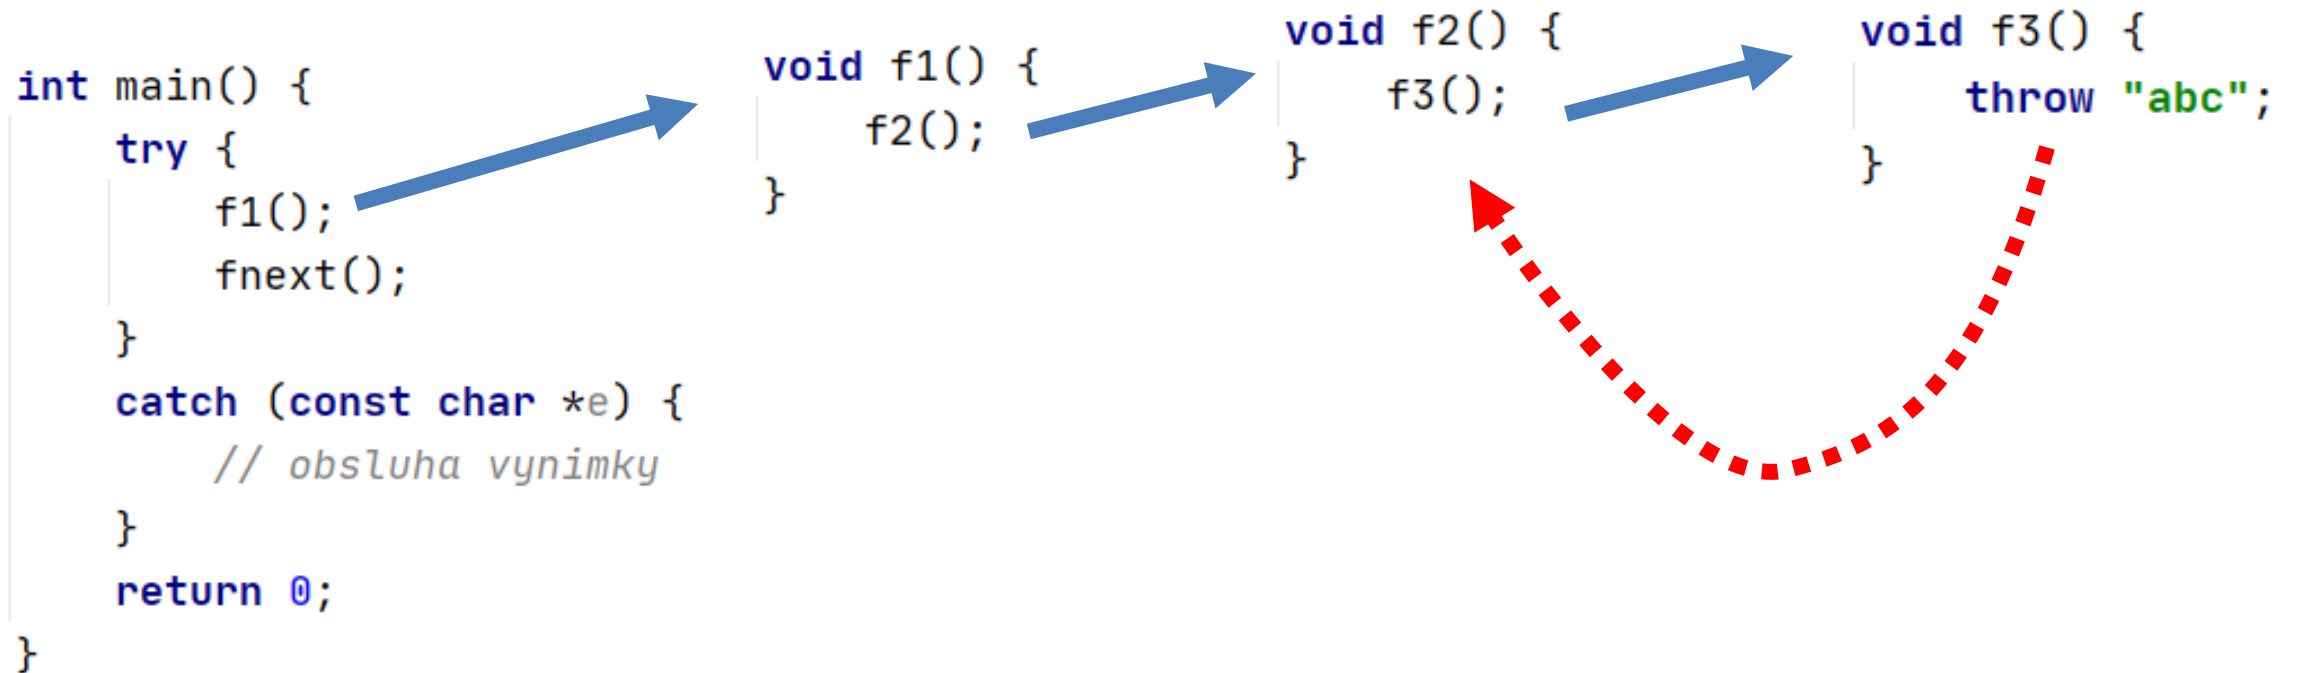 int main() {
    try {
        f1();
        fnext();
    }
    catch (const char *e) {
        // obsluha vynimky
    }
    return 0;
}
void f1() {
    f2();
}
void f2() {
    f3();
}
void f3() {
    throw "abc";
}